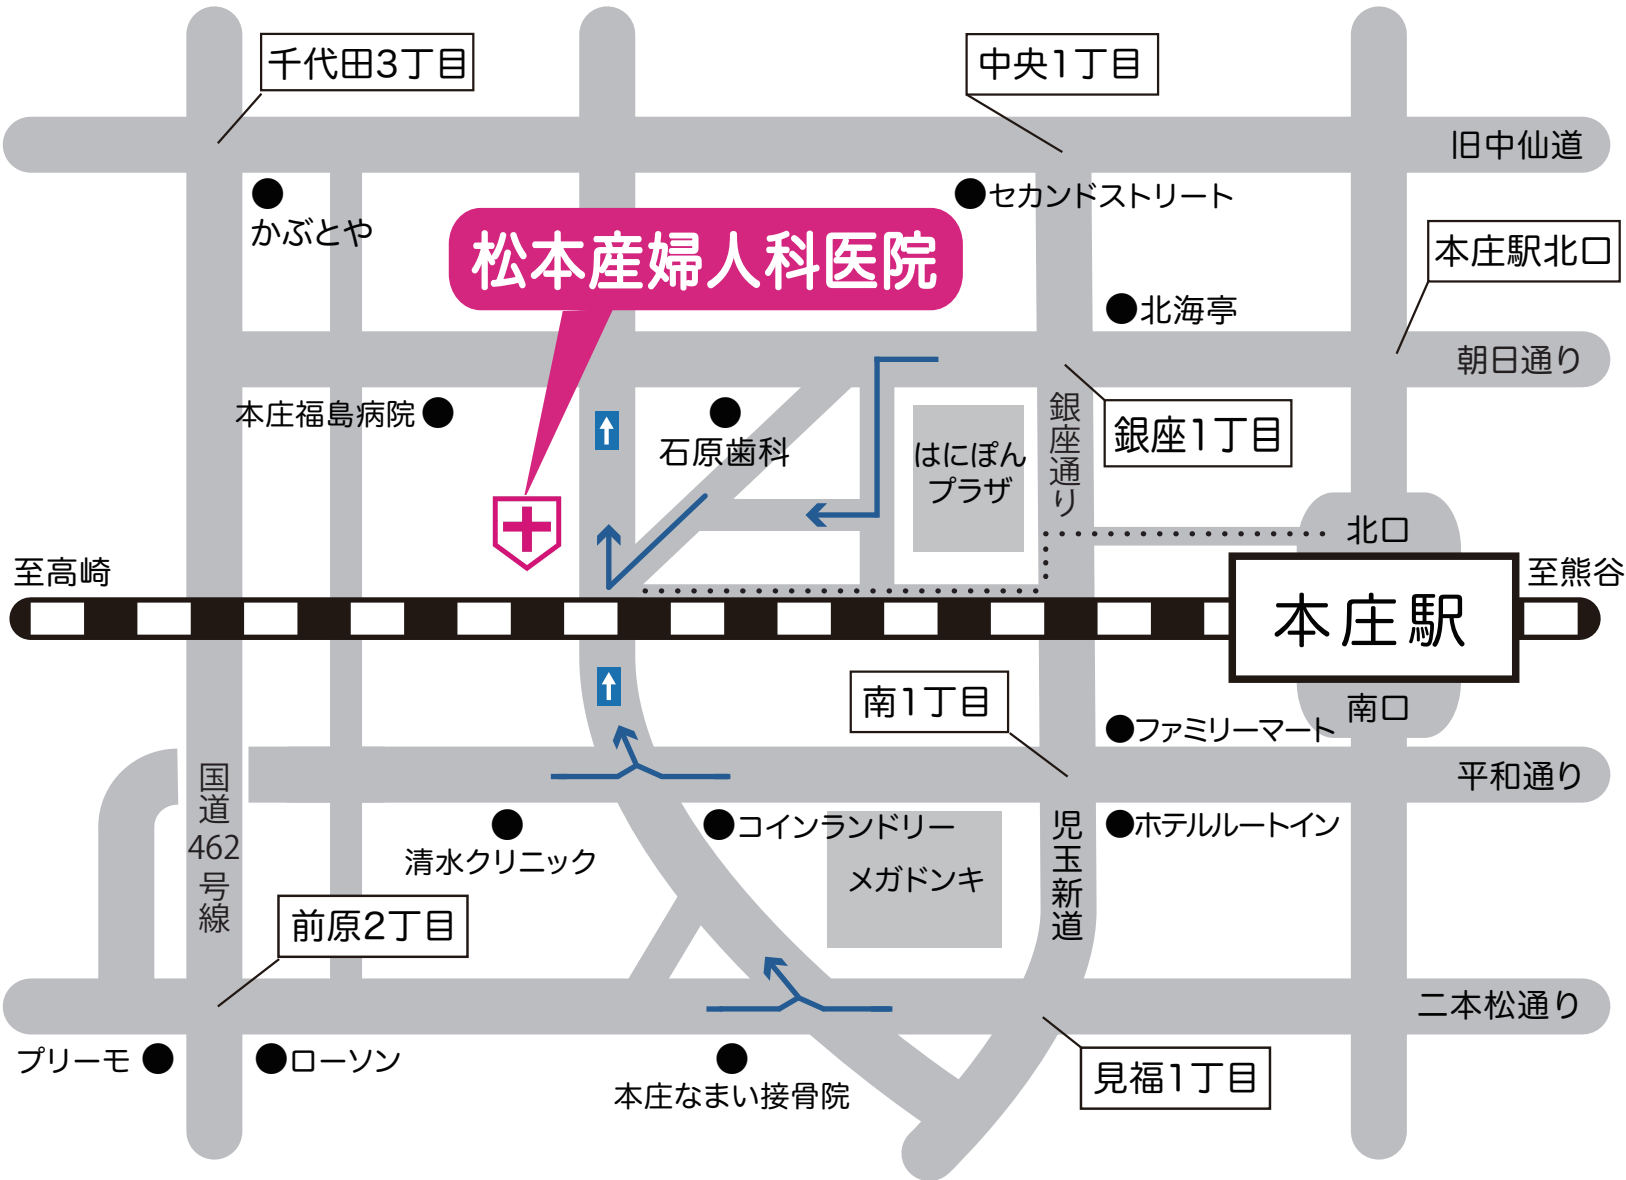 千代田3丁目
中央1丁目
旧中仙道
かぶとや
セカンドストリート
松本産婦人科医院
本庄駅北口
北海亭
朝日通り
本庄福島病院
石原歯科
はにぽん
プラザ
銀座通り
銀座1丁目
北口
至高崎
本庄駅
至熊谷
南1丁目
南口
ファミリーマート
国道
462
号線
平和通り
清水クリニック
コインランドリー
メガドンキ
児玉新道
ホテルルートイン
前原2丁目
二本松通り
プリーモ
ローソン
本庄なまい接骨院
見福1丁目